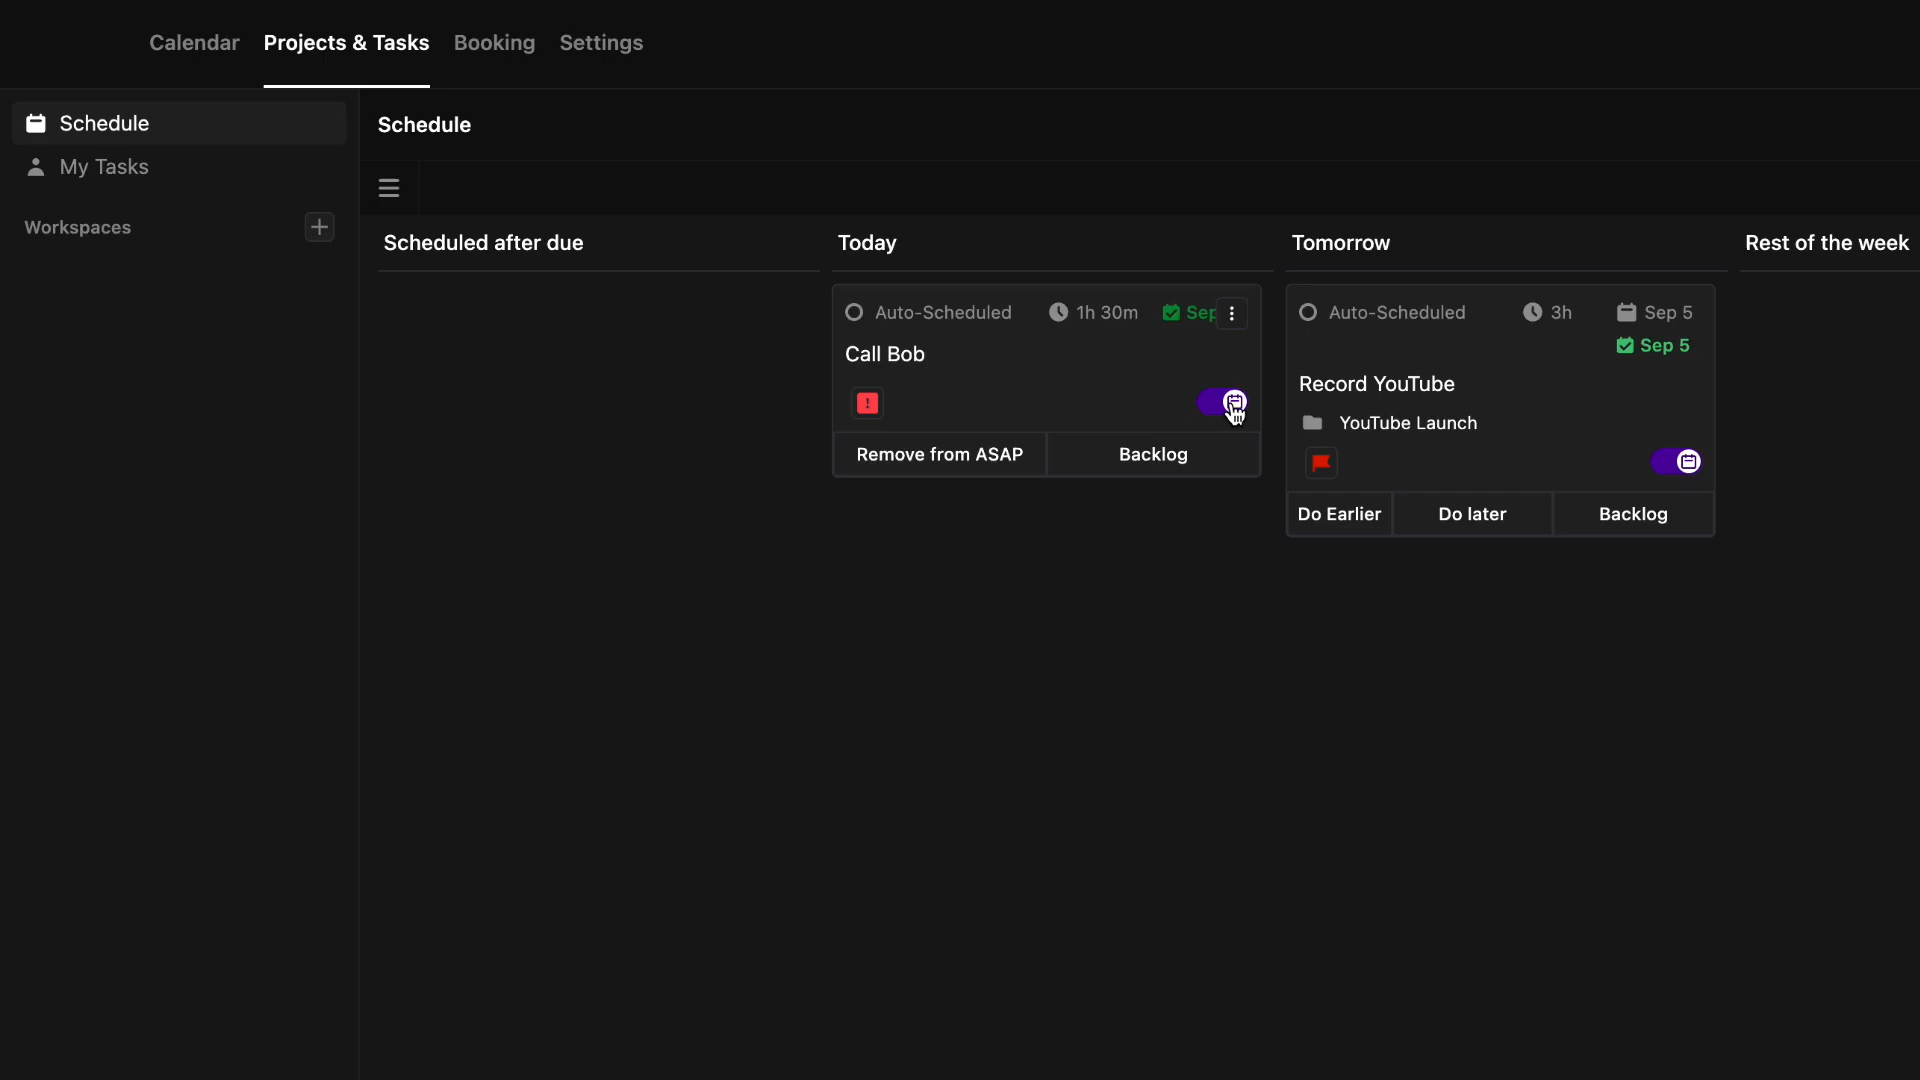 Calendar Projects & Tasks Booking Settings
Schedule
My Tasks
Workspaces
Schedule
Scheduled after due
Today
Auto-Scheduled 1h 30m Sep
Call Bob
Remove from ASAP Backlog
Tomorrow
Auto-Scheduled 3h Sep 5
Sep 5
Record YouTube
YouTube Launch
Do Earlier Do later Backlog
Rest of the week